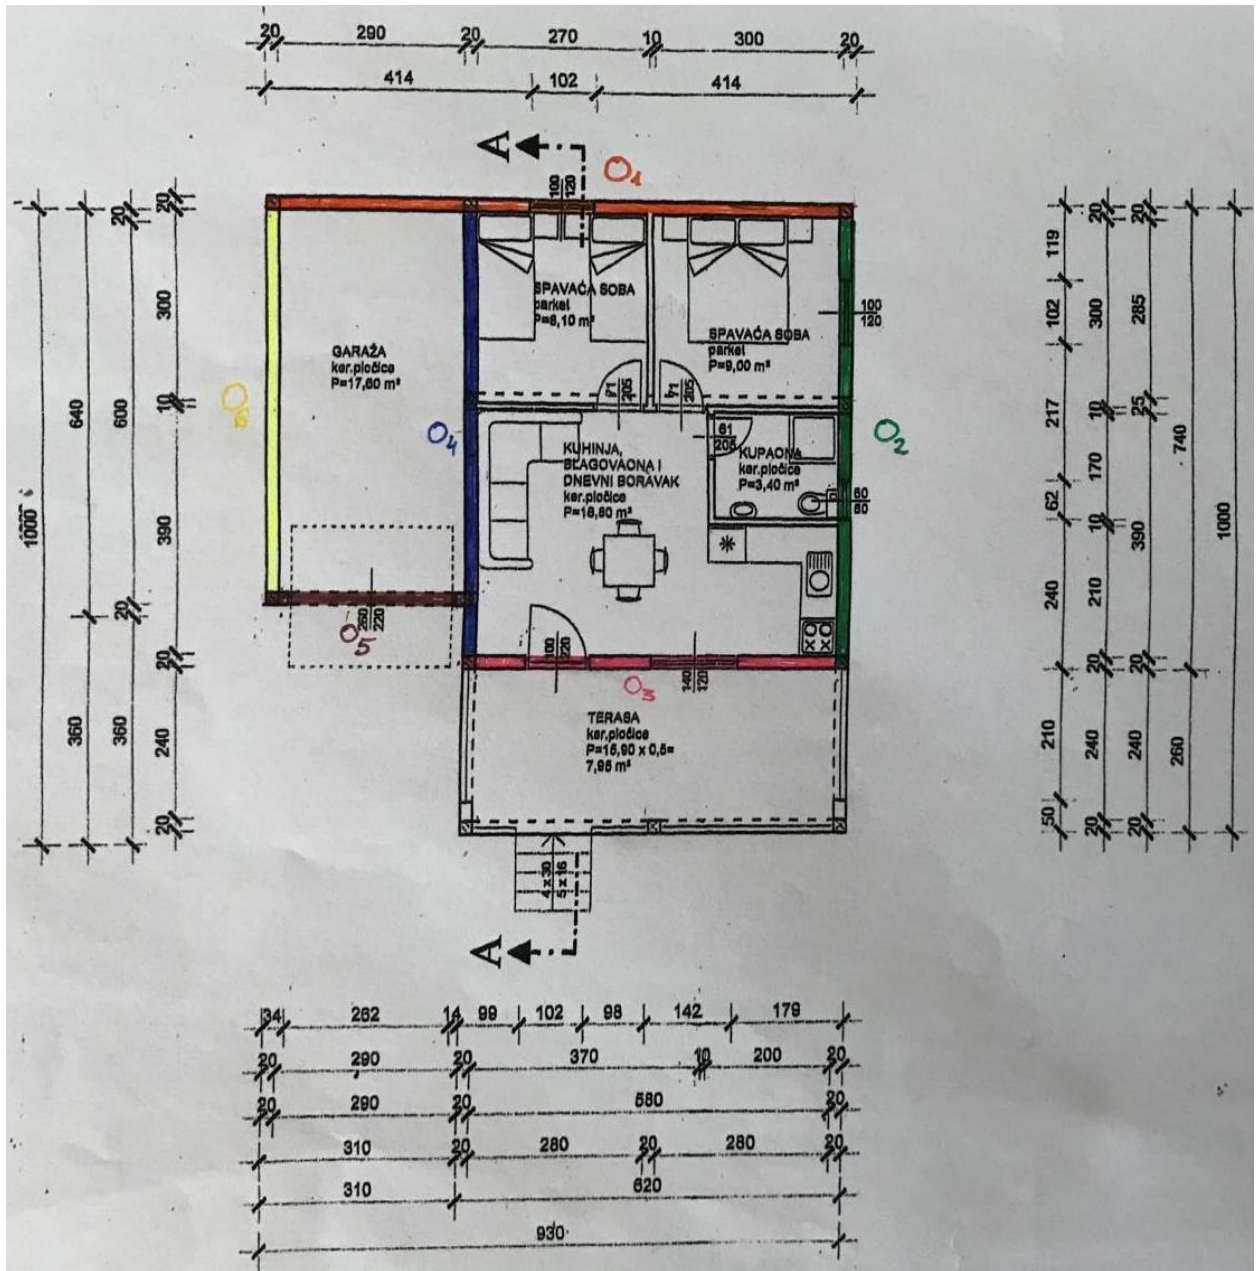 20 290 20 270 10 300 20
414 102 414
A
O1
100
120
SPAVAĆA SOBA
parket
P=8,10 m²
SPAVAĆA SOBA
parket
P=9,00 m²
100
120
GARAŽA
ker.pločice
P=17,60 m²
71
205
71
205
O4
O2
61
205
KUHINJA,
BLAGOVAONA I
DNEVNI BORAVAK
ker.pločice
P=18,80 m²
KUPAONA
ker.pločice
P=3,40 m²
60
60
260
220
O5
100
220
140
120
O3
TERASA
ker.pločice
P=15,90 x 0,5=
7,95 m²
4 x 30
5 x 16
A
1000
640 360
20 600 20 360
20 300 10 390 20 240 20
119 102 217 62 240 210 50
20 300 10 170 10 210 20 240 20
20 285 25 390 20 240 20
740 260
1000
34 262 14 99 102 98 142 179
20 290 20 370 10 200 20
20 290 20 580 20
310 20 280 20 280 20
310 620
930